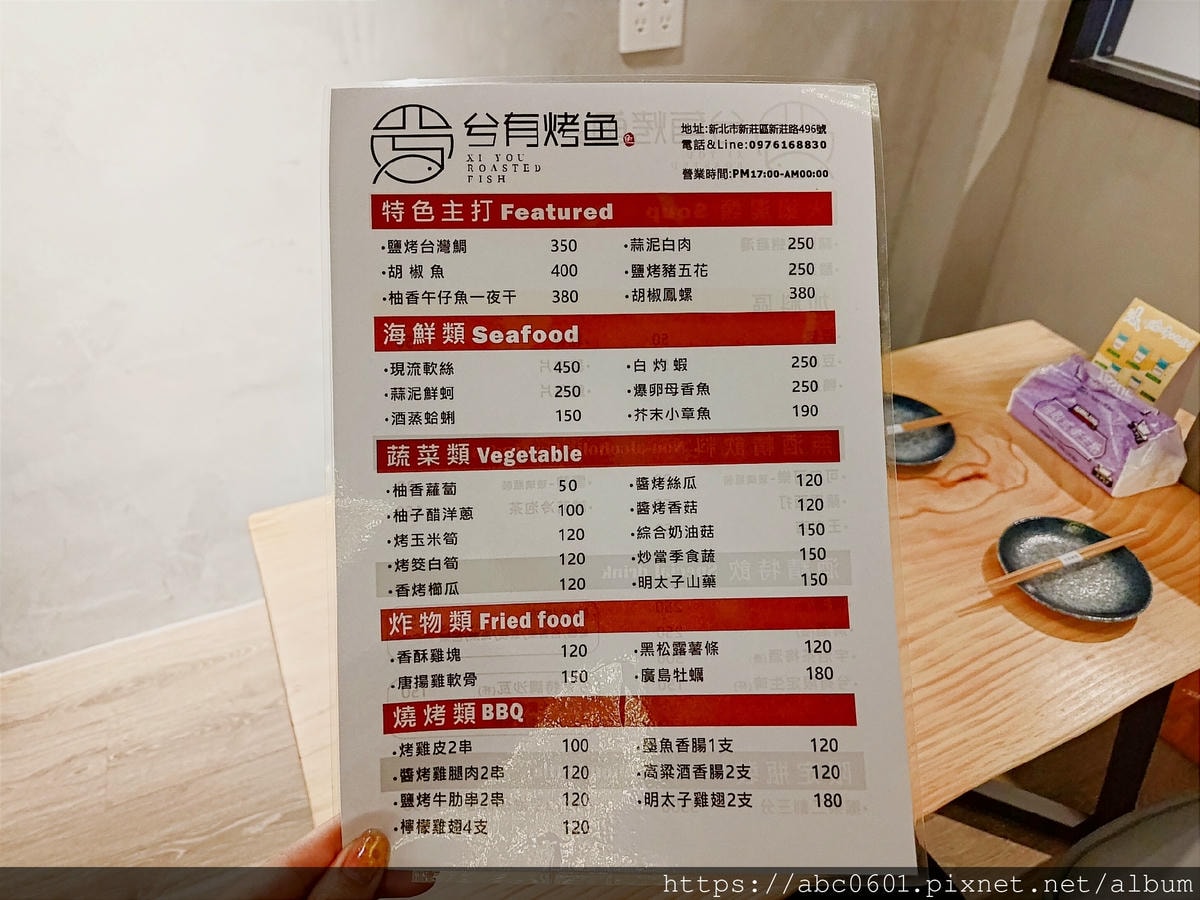 兮有烤鱼
XI YOU
ROASTED
FISH
地址:新北市新莊區新莊路496號
電話&Line:0976168830
營業時間:PM17:00-AM00:00
特色主打 Featured
·鹽烤台灣鯛 350 ·蒜泥白肉 250
·胡椒魚 400 ·鹽烤豬五花 250
·柚香午仔魚一夜干 380 ·胡椒鳳螺 380
海鮮類 Seafood
·現流軟絲 450 ·白灼蝦 250
·蒜泥鮮蚵 250 ·爆卵母香魚 250
·酒蒸蛤蜊 150 ·芥末小章魚 190
蔬菜類 Vegetable
·柚香蘿蔔 50 ·醬烤絲瓜 120
·柚子醋洋蔥 100 ·醬烤香菇 120
·烤玉米筍 120 ·綜合奶油菇 150
·烤筊白筍 120 ·炒當季食蔬 150
·香烤櫛瓜 120 ·明太子山藥 150
炸物類 Fried food
·香酥雞塊 120 ·黑松露薯條 120
·唐揚雞軟骨 150 ·廣島牡蠣 180
燒烤類 BBQ
·烤雞皮2串 100 ·墨魚香腸1支 120
·醬烤雞腿肉2串 120 ·高粱酒香腸2支 120
·鹽烤牛肋串2串 120 ·明太子雞翅2支 180
·檸檬雞翅4支 120
https://abc0601.pixnet.net/album